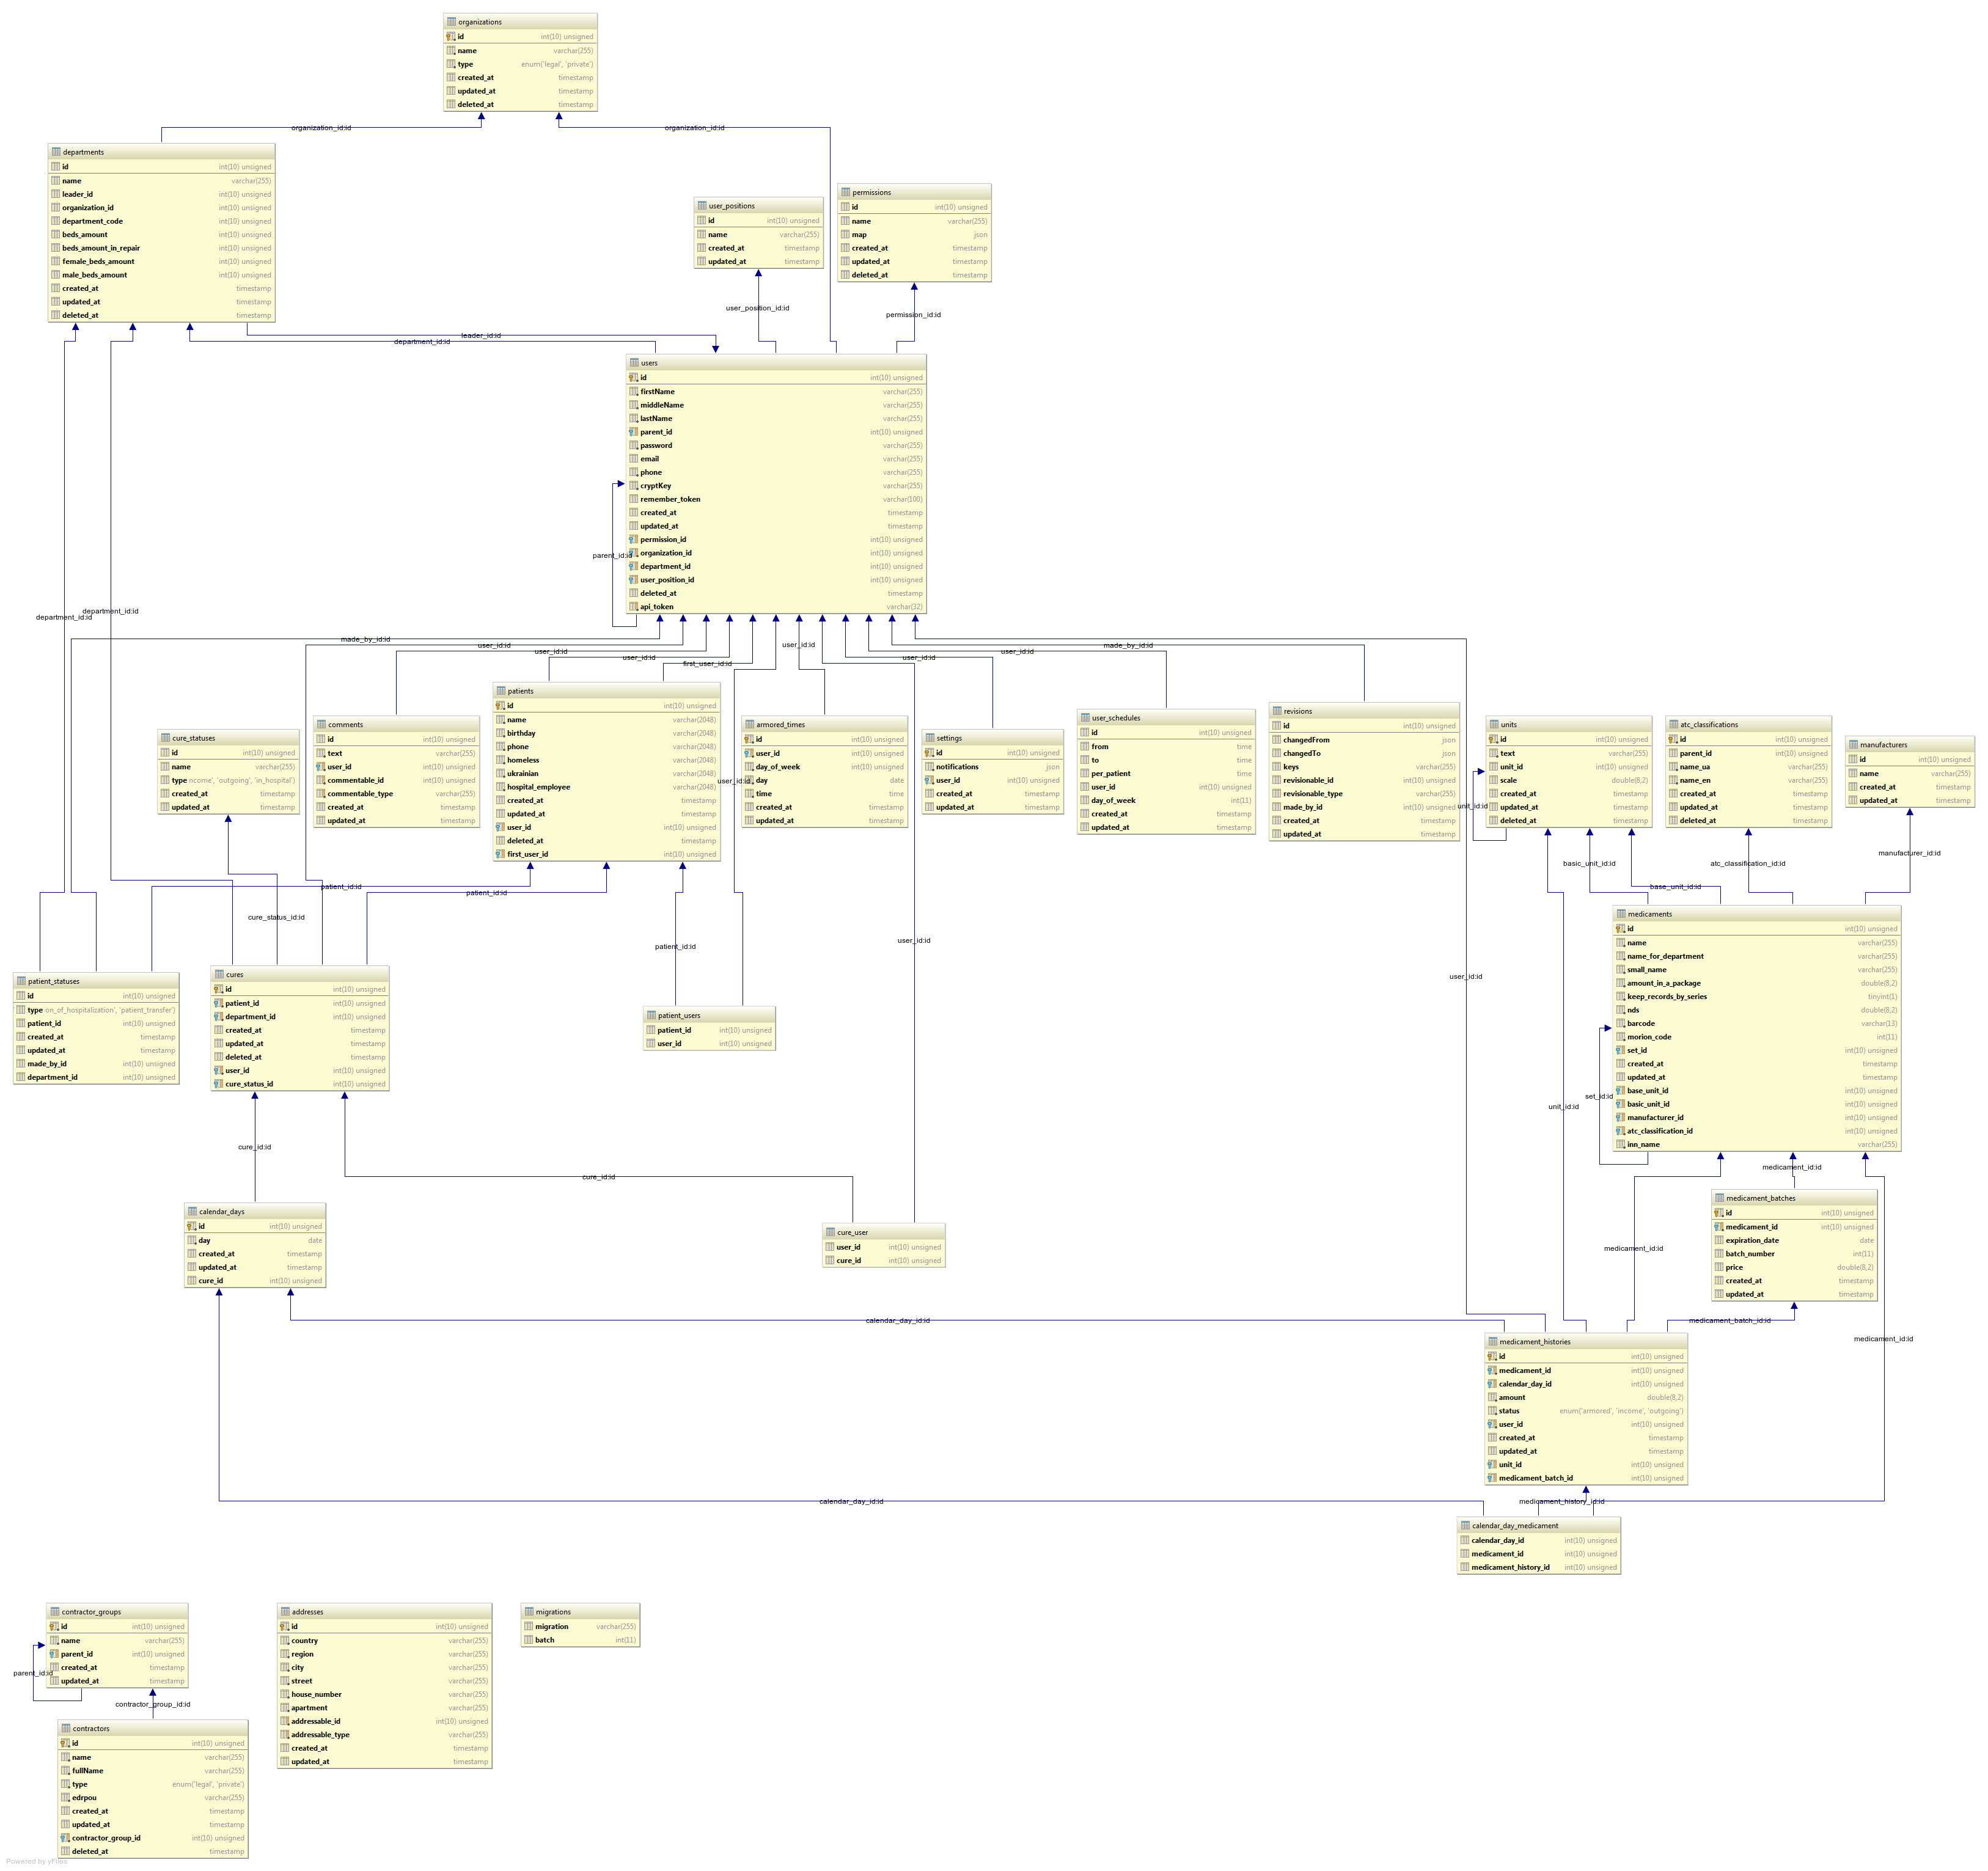 organizations
id int(10) unsigned
name varchar(255)
type enum('legal', 'private')
created_at timestamp
updated_at timestamp
deleted_at timestamp
organization_id:id
organization_id:id
departments
id int(10) unsigned
name varchar(255)
leader_id int(10) unsigned
organization_id int(10) unsigned
department_code int(10) unsigned
beds_amount int(10) unsigned
beds_amount_in_repair int(10) unsigned
female_beds_amount int(10) unsigned
male_beds_amount int(10) unsigned
created_at timestamp
updated_at timestamp
deleted_at timestamp
user_positions
id int(10) unsigned
name varchar(255)
created_at timestamp
updated_at timestamp
permissions
id int(10) unsigned
name varchar(255)
map json
created_at timestamp
updated_at timestamp
deleted_at timestamp
user_position_id:id
permission_id:id
leader_id:id
department_id:id
users
id int(10) unsigned
firstName varchar(255)
middleName varchar(255)
lastName varchar(255)
parent_id int(10) unsigned
password varchar(255)
email varchar(255)
phone varchar(255)
cryptKey varchar(255)
remember_token varchar(100)
created_at timestamp
updated_at timestamp
permission_id int(10) unsigned
organization_id int(10) unsigned
department_id int(10) unsigned
user_position_id int(10) unsigned
deleted_at timestamp
api_token varchar(32)
parent_id:id
department_id:id
department_id:id
made_by_id:id
user_id:id
user_id:id
user_id:id
first_user_id:id
user_id:id
user_id:id
user_id:id
made_by_id:id
patients
id int(10) unsigned
name varchar(2048)
birthday varchar(2048)
phone varchar(2048)
homeless varchar(2048)
ukrainian varchar(2048)
hospital_employee varchar(2048)
created_at timestamp
updated_at timestamp
user_id int(10) unsigned
deleted_at timestamp
first_user_id int(10) unsigned
cure_statuses
id int(10) unsigned
name varchar(255)
type ncome', 'outgoing', 'in_hospital')
created_at timestamp
updated_at timestamp
comments
id int(10) unsigned
text varchar(255)
user_id int(10) unsigned
commentable_id int(10) unsigned
commentable_type varchar(255)
created_at timestamp
updated_at timestamp
user_id:id
armored_times
id int(10) unsigned
user_id int(10) unsigned
day_of_week int(10) unsigned
day date
time time
created_at timestamp
updated_at timestamp
settings
id int(10) unsigned
notifications json
user_id int(10) unsigned
created_at timestamp
updated_at timestamp
user_schedules
id int(10) unsigned
from time
to time
per_patient time
user_id int(10) unsigned
day_of_week int(11)
created_at timestamp
updated_at timestamp
revisions
id int(10) unsigned
changedFrom json
changedTo json
keys varchar(255)
revisionable_id int(10) unsigned
revisionable_type varchar(255)
made_by_id int(10) unsigned
created_at timestamp
updated_at timestamp
unit_id:id
units
id int(10) unsigned
text varchar(255)
unit_id int(10) unsigned
scale double(8,2)
created_at timestamp
updated_at timestamp
deleted_at timestamp
atc_classifications
id int(10) unsigned
parent_id int(10) unsigned
name_ua varchar(255)
name_en varchar(255)
created_at timestamp
updated_at timestamp
deleted_at timestamp
manufacturers
id int(10) unsigned
name varchar(255)
created_at timestamp
updated_at timestamp
basic_unit_id:id
atc_classification_id:id
manufacturer_id:id
base_unit_id:id
patient_id:id
patient_id:id
cure_status_id:id
patient_id:id
user_id:id
user_id:id
medicaments
id int(10) unsigned
name varchar(255)
name_for_department varchar(255)
small_name varchar(255)
amount_in_a_package double(8,2)
keep_records_by_series tinyint(1)
nds double(8,2)
barcode varchar(13)
morion_code int(11)
set_id int(10) unsigned
created_at timestamp
updated_at timestamp
base_unit_id int(10) unsigned
basic_unit_id int(10) unsigned
manufacturer_id int(10) unsigned
atc_classification_id int(10) unsigned
inn_name varchar(255)
set_id:id
unit_id:id
patient_statuses
id int(10) unsigned
type on_of_hospitalization', 'patient_transfer')
patient_id int(10) unsigned
created_at timestamp
updated_at timestamp
made_by_id int(10) unsigned
department_id int(10) unsigned
cures
id int(10) unsigned
patient_id int(10) unsigned
department_id int(10) unsigned
created_at timestamp
updated_at timestamp
deleted_at timestamp
user_id int(10) unsigned
cure_status_id int(10) unsigned
patient_users
patient_id int(10) unsigned
user_id int(10) unsigned
cure_id:id
cure_id:id
medicament_id:id
calendar_days
id int(10) unsigned
day date
created_at timestamp
updated_at timestamp
cure_id int(10) unsigned
cure_user
user_id int(10) unsigned
cure_id int(10) unsigned
medicament_batches
id int(10) unsigned
medicament_id int(10) unsigned
expiration_date date
batch_number int(11)
price double(8,2)
created_at timestamp
updated_at timestamp
medicament_id:id
calendar_day_id:id
medicament_batch_id:id
medicament_id:id
medicament_histories
id int(10) unsigned
medicament_id int(10) unsigned
calendar_day_id int(10) unsigned
amount double(8,2)
status enum('armored', 'income', 'outgoing')
user_id int(10) unsigned
created_at timestamp
updated_at timestamp
unit_id int(10) unsigned
medicament_batch_id int(10) unsigned
calendar_day_id:id
medicament_history_id:id
calendar_day_medicament
calendar_day_id int(10) unsigned
medicament_id int(10) unsigned
medicament_history_id int(10) unsigned
contractor_groups
id int(10) unsigned
name varchar(255)
parent_id int(10) unsigned
created_at timestamp
updated_at timestamp
parent_id:id
contractor_group_id:id
contractors
id int(10) unsigned
name varchar(255)
fullName varchar(255)
type enum('legal', 'private')
edrpou varchar(255)
created_at timestamp
updated_at timestamp
contractor_group_id int(10) unsigned
deleted_at timestamp
addresses
id int(10) unsigned
country varchar(255)
region varchar(255)
city varchar(255)
street varchar(255)
house_number varchar(255)
apartment varchar(255)
addressable_id int(10) unsigned
addressable_type varchar(255)
created_at timestamp
updated_at timestamp
migrations
migration varchar(255)
batch int(11)
Powered by yFiles